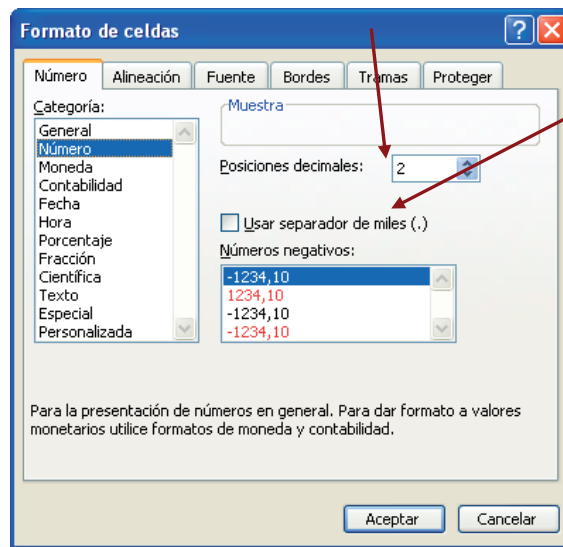 Formato de celdas
Número Alineación Fuente Bordes Tramas Proteger
Categoría:
General
Número
Moneda
Contabilidad
Fecha
Hora
Porcentaje
Fracción
Científica
Texto
Especial
Personalizada
Muestra
Posiciones decimales: 2
Usar separador de miles (.)
Números negativos:
-1234,10
1234,10
-1234,10
-1234,10
Para la presentación de números en general. Para dar formato a valores
monetarios utilice formatos de moneda y contabilidad.
Aceptar Cancelar